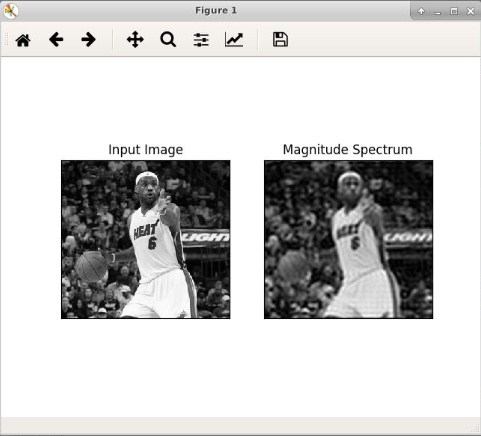 Figure 1
Input Image
Magnitude Spectrum
HEAT
6
LIGHT
HEAT
6
LIGHT